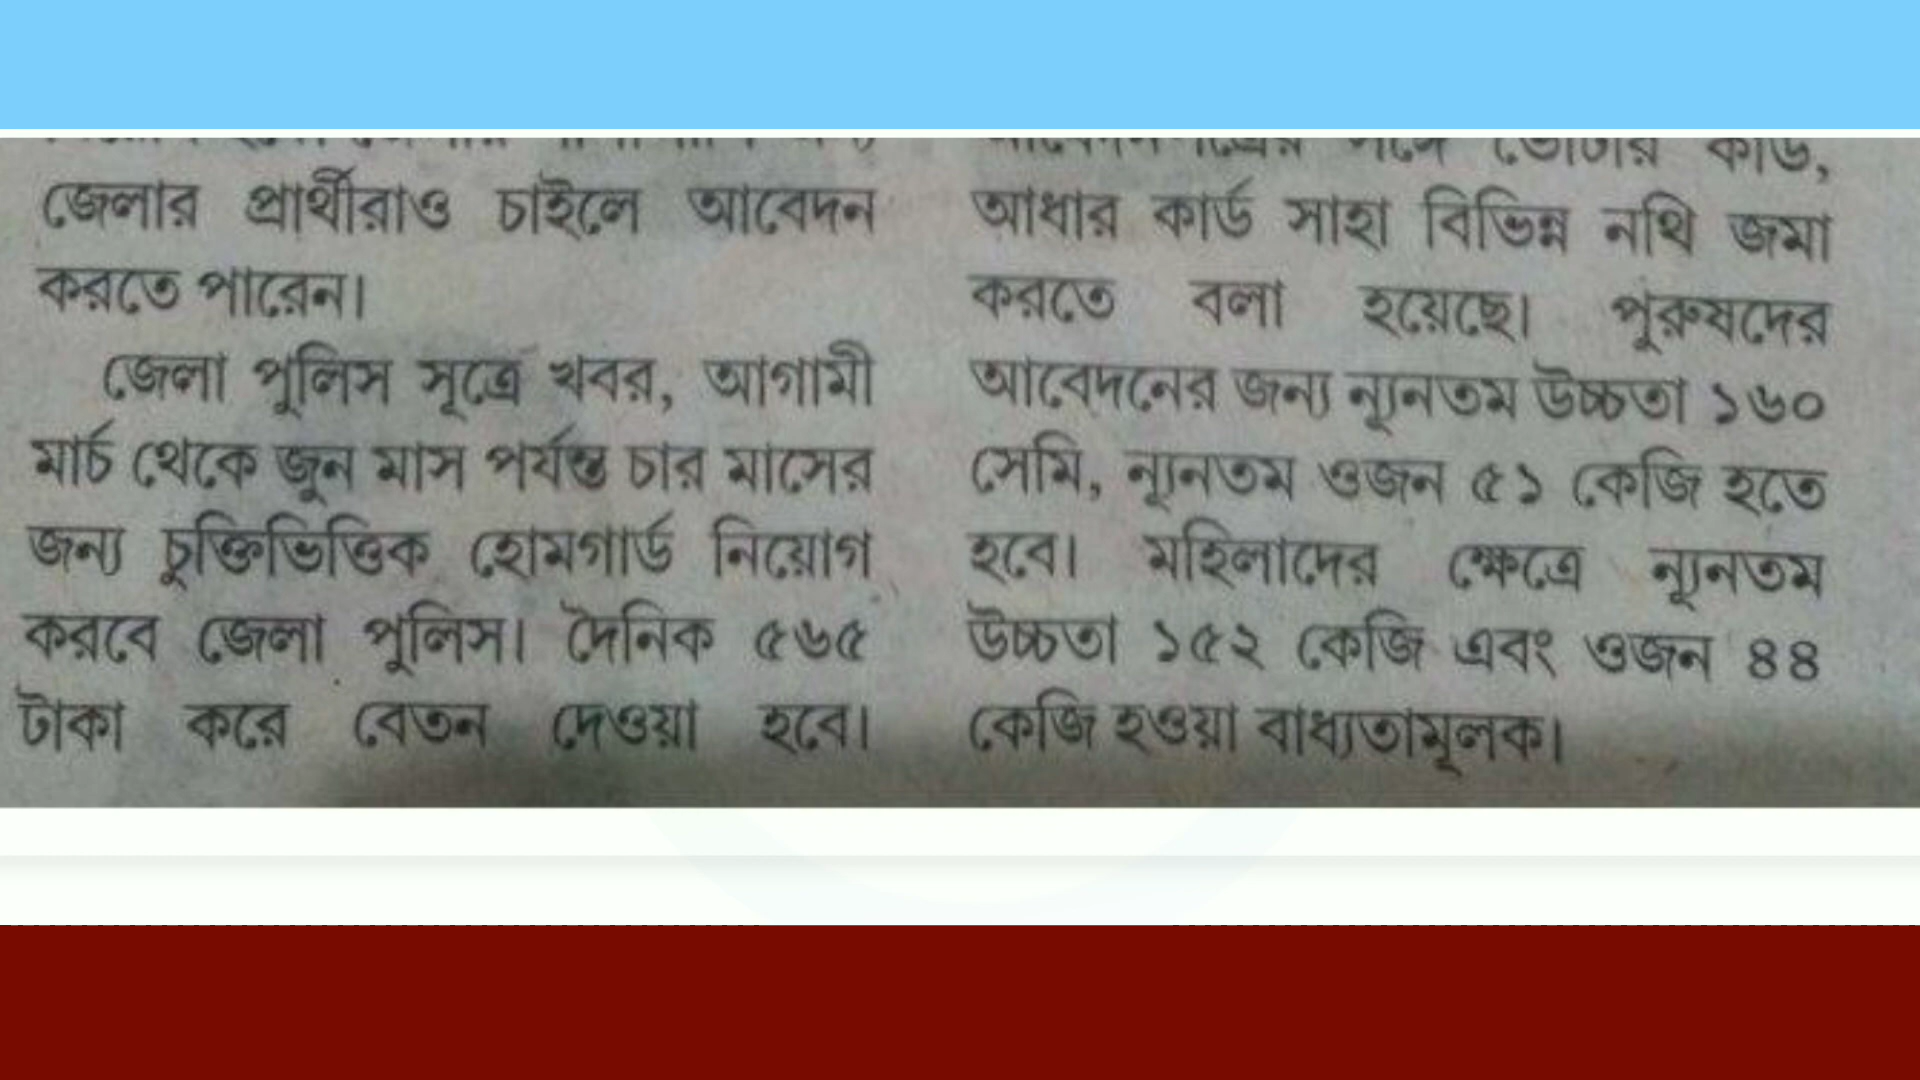 জেলার প্রার্থীরাও চাইলে আবেদন
করতে পারেন।
জেলা পুলিস সূত্রে খবর, আগামী
মার্চ থেকে জুন মাস পর্যন্ত চার মাসের
জন্য চুক্তিভিত্তিক হোমগার্ড নিয়োগ
করবে জেলা পুলিস। দৈনিক ৫৬৫
টাকা করে বেতন দেওয়া হবে।
কার্ড,
আধার কার্ড সাহা বিভিন্ন নথি জমা
করতে বলা হয়েছে। পুরুষদের
আবেদনের জন্য ন্যূনতম উচ্চতা ১৬০
সেমি, ন্যূনতম ওজন ৫১ কেজি হতে
হবে। মহিলাদের ক্ষেত্রে ন্যূনতম
উচ্চতা ১৫২ কেজি এবং ওজন ৪৪
কেজি হওয়া বাধ্যতামূলক।